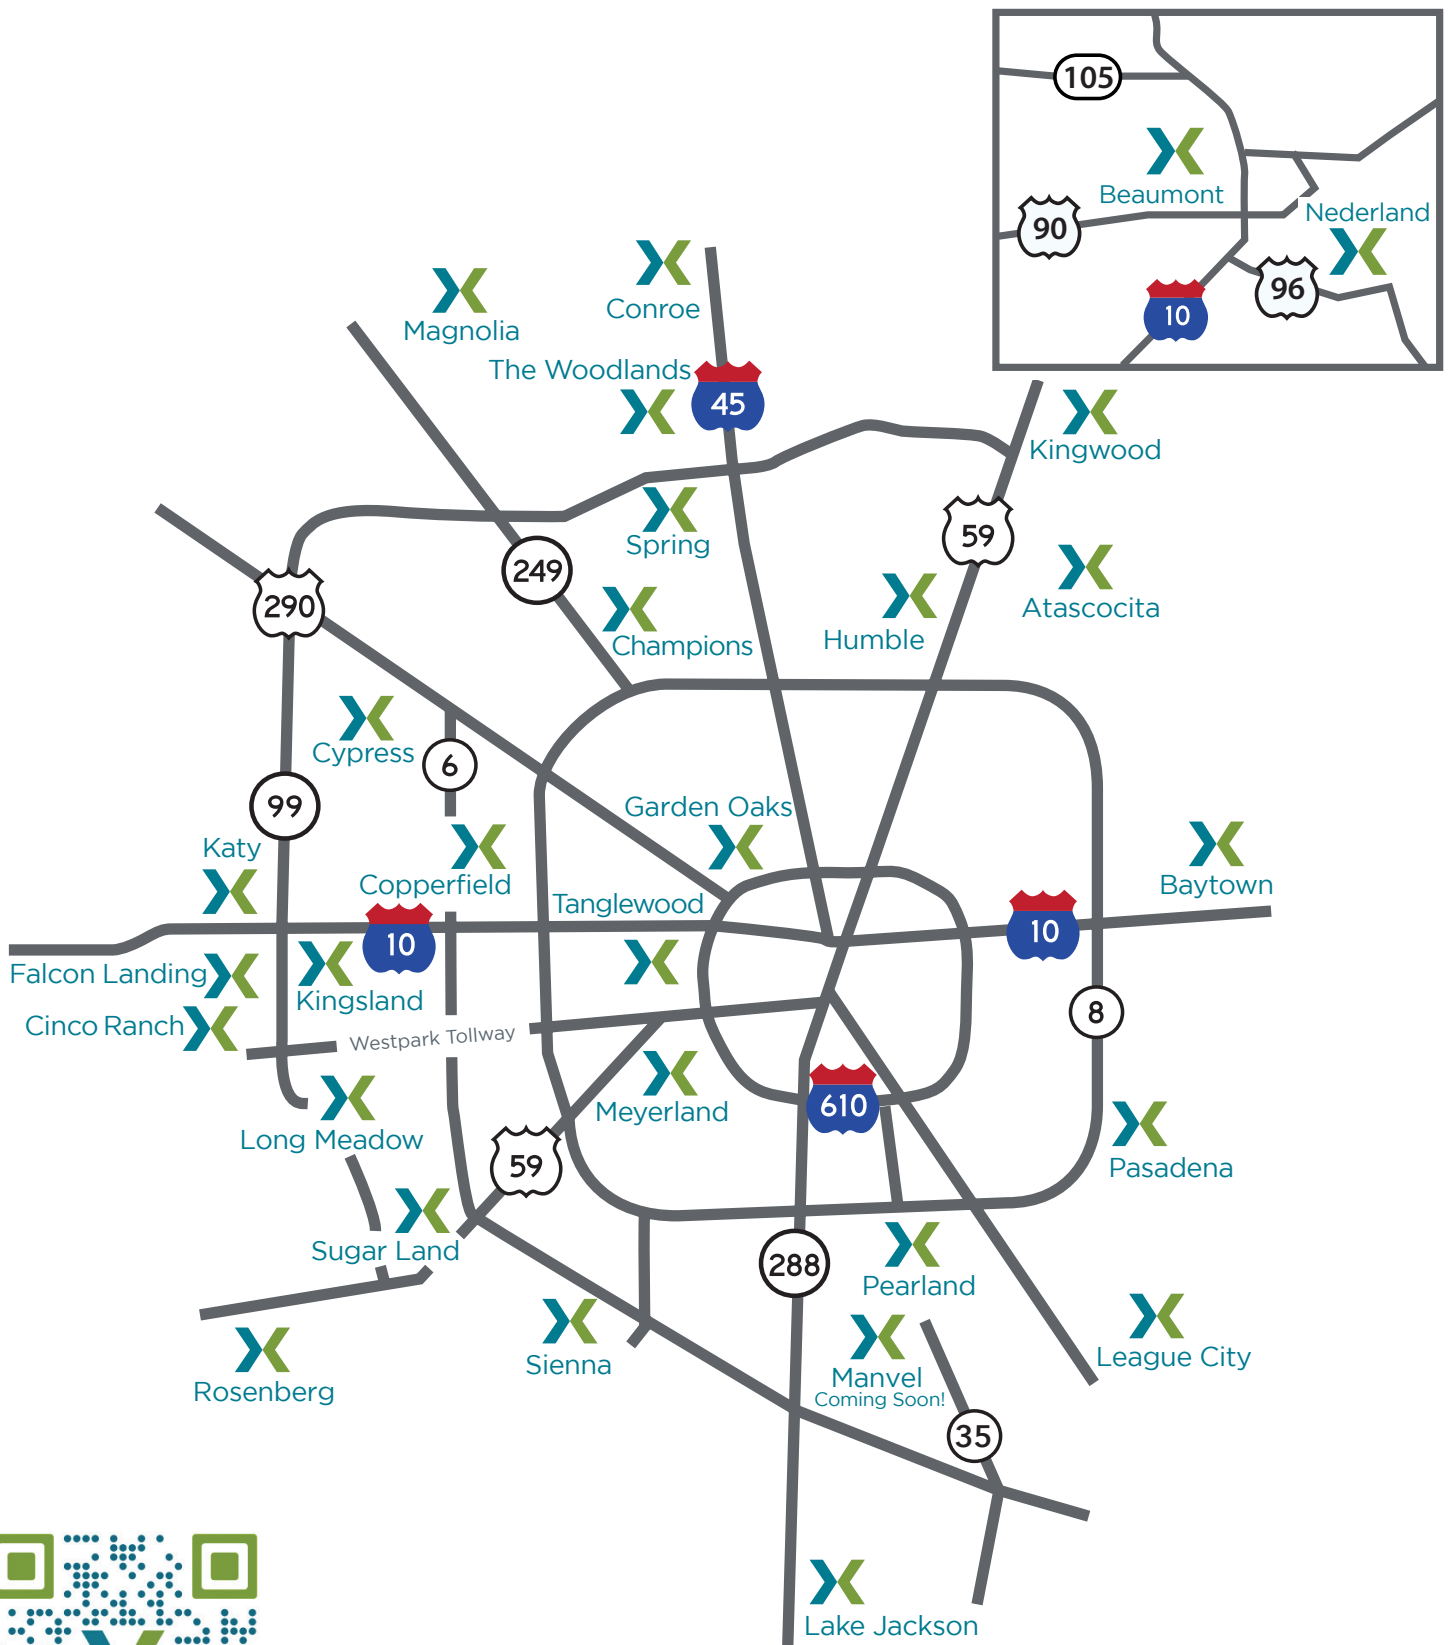 105
Beaumont
Nederland
90
96
10
Conroe
Magnolia
The Woodlands
45
Kingwood
Spring
59
249
Atascocita
290
Champions
Humble
Cypress
6
99
Garden Oaks
Katy
Copperfield
Baytown
Tanglewood
10
10
Falcon Landing
Kingsland
Cinco Ranch
Westpark Tollway
8
Meyerland
610
Long Meadow
59
Pasadena
Sugar Land
288
Pearland
Sienna
League City
Rosenberg
Manvel
Coming Soon!
35
Lake Jackson